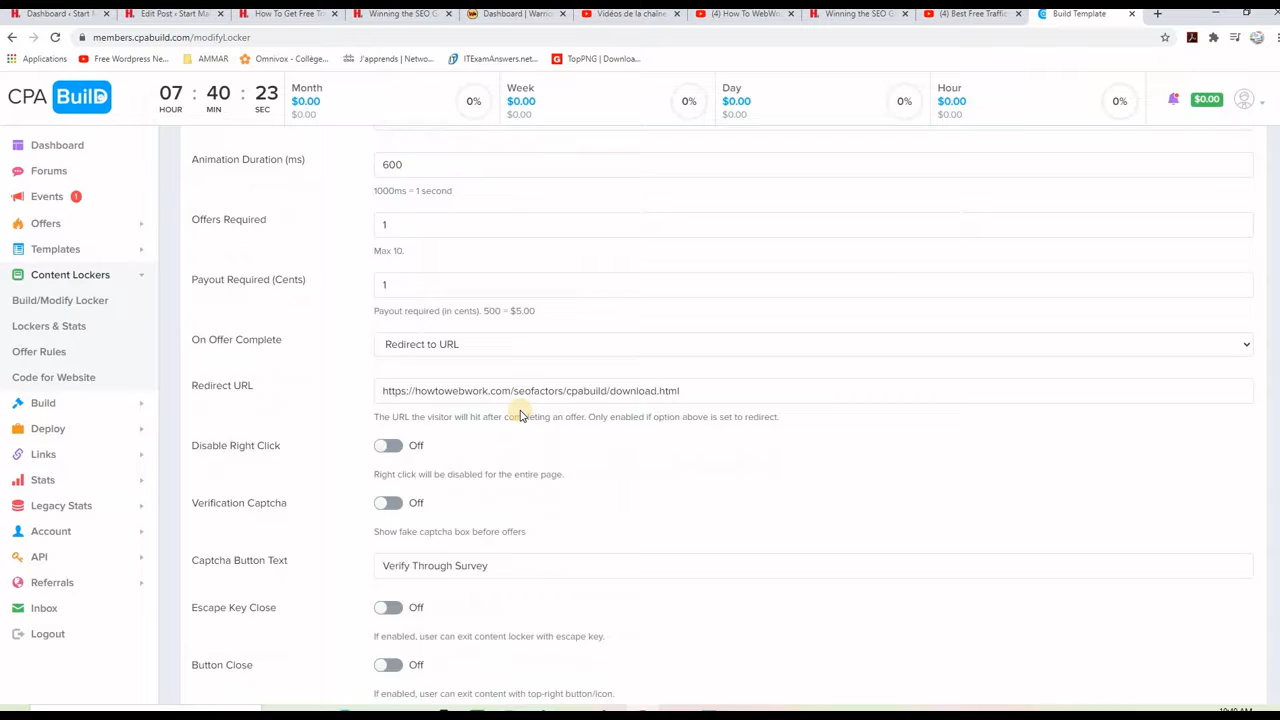 Dashboard ‹ Start M
Edit Post ‹ Start Ma
How To Get Free T
Winning the SEO G
Dashboard | Warrio
Vidéos de la chaîne
(4) How To WebWo
Winning the SEO G
(4) Best Free Traffic
Build Template
members.cpabuild.com/modifyLocker
Applications
Free Wordpress Ne...
AMMAR
Omnivox - Collège...
J'apprends | Netwo...
ITExamAnswers.net...
TopPNG | Downloa...
CPA BuilD
07 : 40 : 23
HOUR MIN SEC
Month
$0.00
$0.00
0%
Week
$0.00
$0.00
0%
Day
$0.00
$0.00
0%
Hour
$0.00
$0.00
0%
$0.00
Dashboard
Forums
Events 1
Offers
Templates
Content Lockers
Build/Modify Locker
Lockers & Stats
Offer Rules
Code for Website
Build
Deploy
Links
Stats
Legacy Stats
Account
API
Referrals
Inbox
Logout
Animation Duration (ms)
600
1000ms = 1 second
Offers Required
1
Max 10.
Payout Required (Cents)
1
Payout required (in cents). 500 = $5.00
On Offer Complete
Redirect to URL
Redirect URL
https://howtowebwork.com/seofactors/cpabuild/download.html
The URL the visitor will hit after completing an offer. Only enabled if option above is set to redirect.
Disable Right Click
Off
Right click will be disabled for the entire page.
Verification Captcha
Off
Show fake captcha box before offers
Captcha Button Text
Verify Through Survey
Escape Key Close
Off
If enabled, user can exit content locker with escape key.
Button Close
Off
If enabled, user can exit content with top-right button/icon.